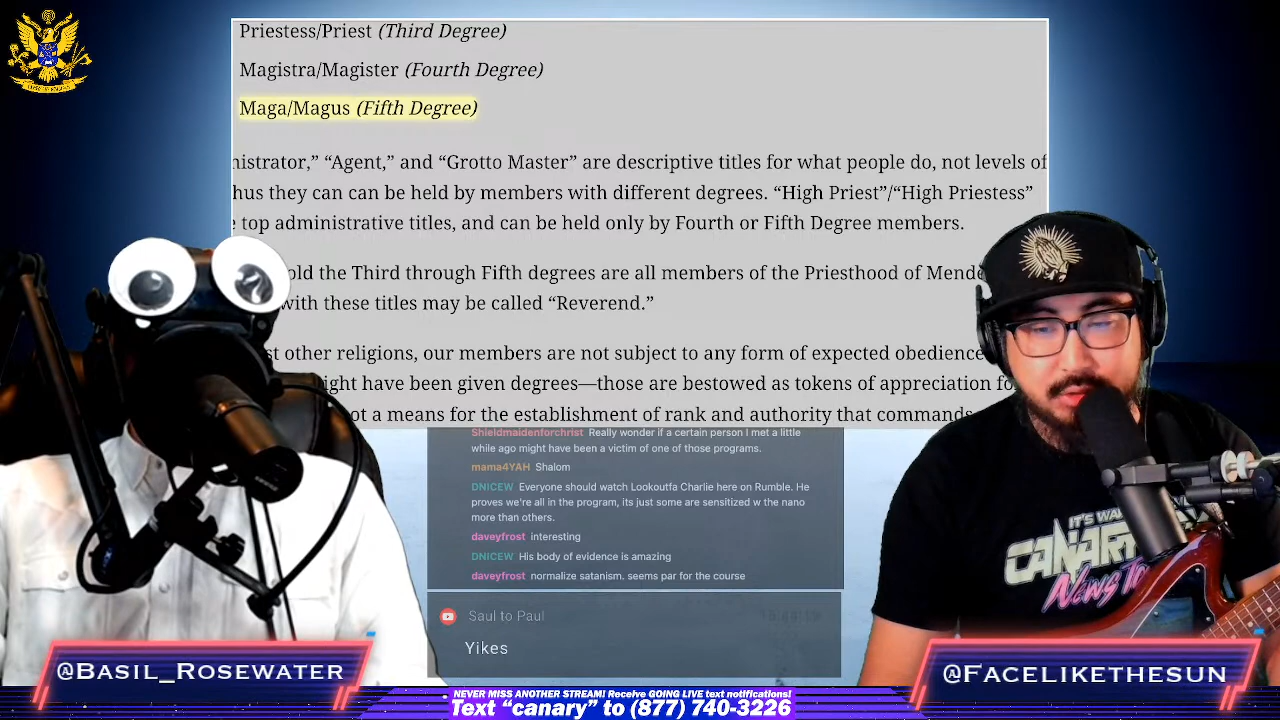 Priestess/Priest (Third Degree)
Magistra/Magister (Fourth Degree)
Maga/Magus (Fifth Degree)
nistrator,” “Agent,” and “Grotto Master” are descriptive titles for what people do, not levels of
hus they can can be held by members with different degrees. “High Priest”/“High Priestess”
e top administrative titles, and can be held only by Fourth or Fifth Degree members.
old the Third through Fifth degrees are all members of the Priesthood of Mende
with these titles may be called “Reverend.”
st other religions, our members are not subject to any form of expected obedience
ight have been given degrees—those are bestowed as tokens of appreciation fo
ot a means for the establishment of rank and authority that commands
Shieldmaidenforchrist Really wonder if a certain person I met a little
while ago might have been a victim of one of those programs.
mama4YAH Shalom
DNICEW Everyone should watch Lookoutfa Charlie here on Rumble. He
proves we're all in the program, its just some are sensitized w the nano
more than others.
daveyfrost interesting
DNICEW His body of evidence is amazing
daveyfrost normalize satanism. seems par for the course
Saul to Paul
Yikes
IT'S WA
CANARY
News To
@BASIL_ROSEWATER
@FACELIKETHESUN
NEVER MISS ANOTHER STREAM! Receive GOING LIVE text notifications!
Text "canary" to (877) 740-3226